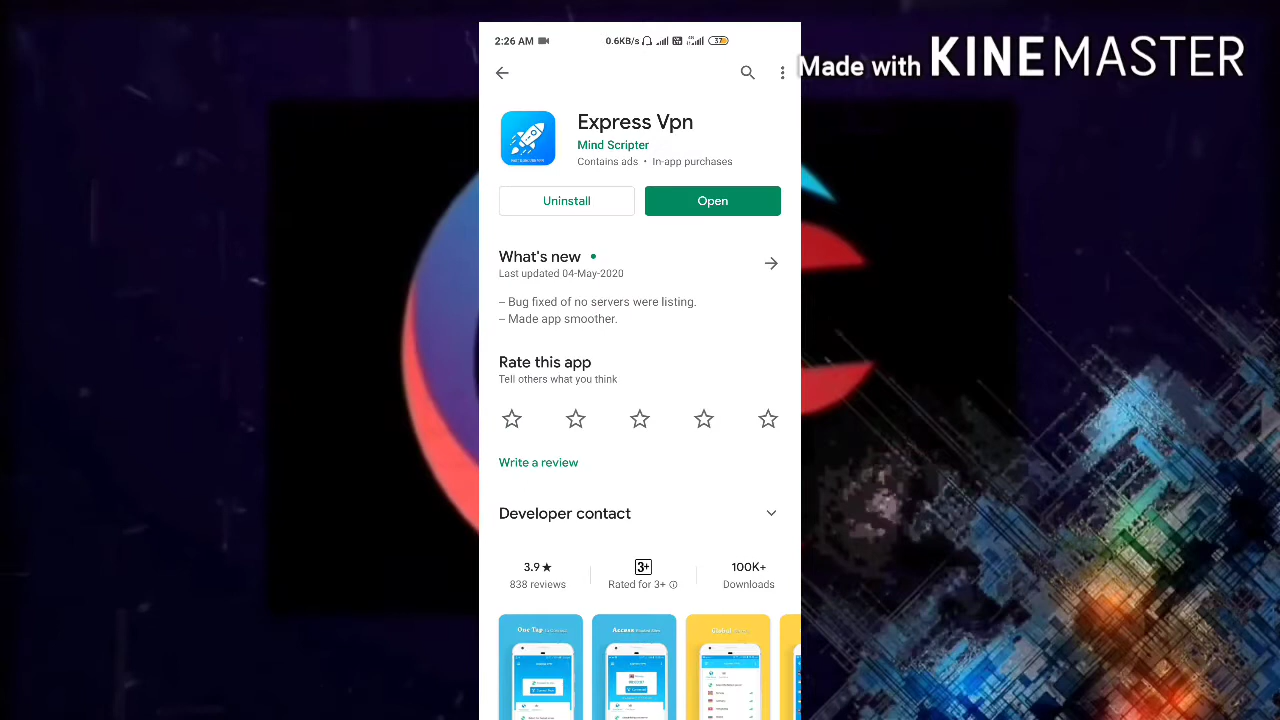 2:26 AM
0.6KB/s
37
Made with KINEMASTER
Express Vpn
Mind Scripter
Contains ads • In-app purchases
Uninstall
Open
What's new
Last updated 04-May-2020
– Bug fixed of no servers were listing.
– Made app smoother.
Rate this app
Tell others what you think
Write a review
Developer contact
3.9★
838 reviews
3+
Rated for 3+
100K+
Downloads
One Tap
Access
Global